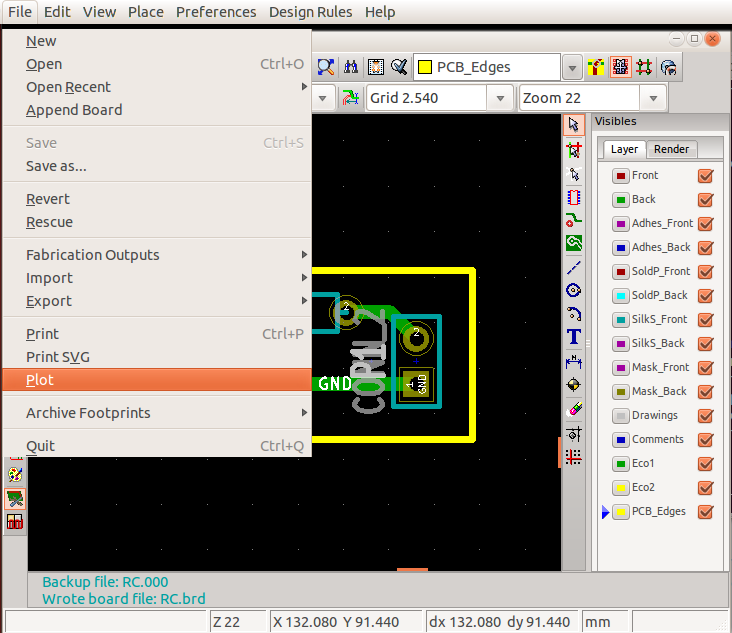 File Edit View Place Preferences Design Rules Help
New
Open Ctrl+O
Open Recent
Append Board
Save Ctrl+S
Save as...
Revert
Rescue
Fabrication Outputs
Import
Export
Print Ctrl+P
Print SVG
Plot
Archive Footprints
Quit Ctrl+Q
PCB_Edges
Grid 2.540 Zoom 22
Visibles
Layer Render
Front
Back
Adhes_Front
Adhes_Back
SoldP_Front
SoldP_Back
SilkS_Front
SilkS_Back
Mask_Front
Mask_Back
Drawings
Comments
Eco1
Eco2
PCB_Edges
2
2
GND
1
GND
Backup file: RC.000
Wrote board file: RC.brd
Z 22 X 132.080 Y 91.440 dx 132.080 dy 91.440 mm